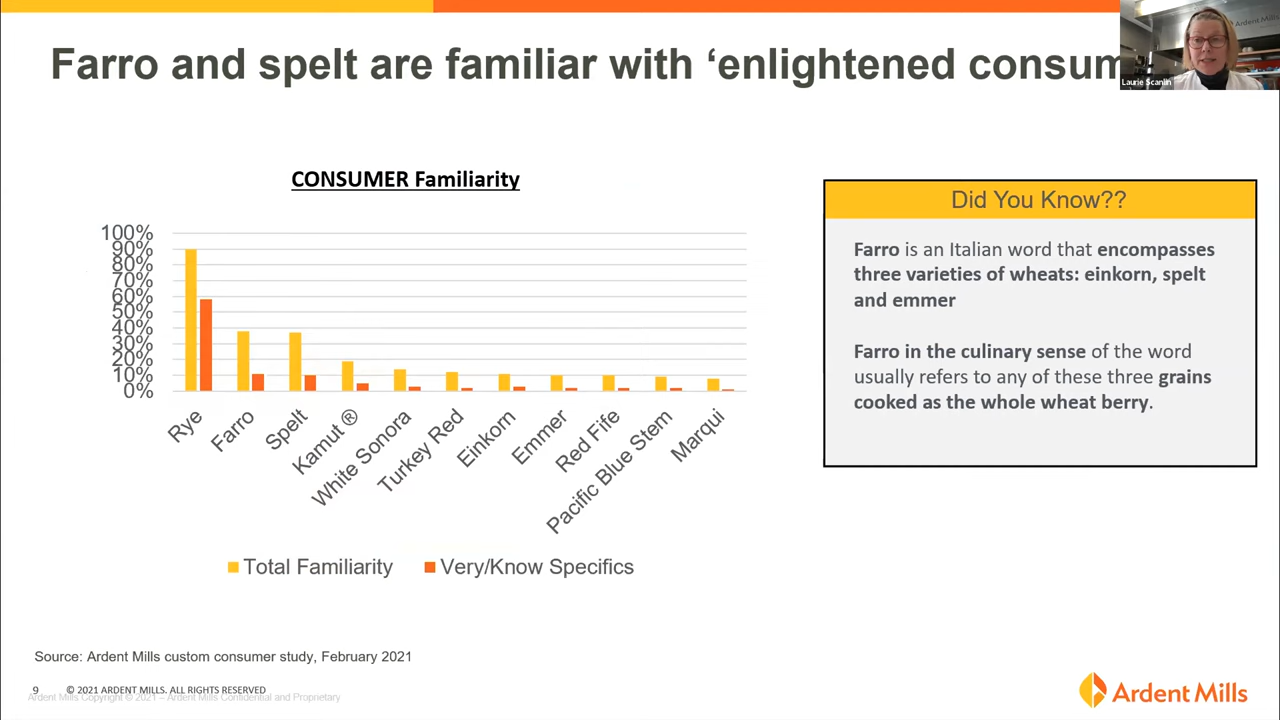 Farro and spelt are familiar with ‘enlightened consum
Ardent Mills
Laurie Scanlin
CONSUMER Familiarity
100%
90%
80%
70%
60%
50%
40%
30%
20%
10%
0%
Rye
Farro
Spelt
Kamut ®
White Sonora
Turkey Red
Einkorn
Emmer
Red Fife
Pacific Blue Stem
Marqui
Total Familiarity
Very/Know Specifics
Did You Know??
Farro is an Italian word that encompasses
three varieties of wheats: einkorn, spelt
and emmer
Farro in the culinary sense of the word
usually refers to any of these three grains
cooked as the whole wheat berry.
Source: Ardent Mills custom consumer study, February 2021
9
© 2021 ARDENT MILLS. ALL RIGHTS RESERVED
Ardent Mills Copyright © 2021 – Ardent Mills Confidential and Proprietary
Ardent Mills